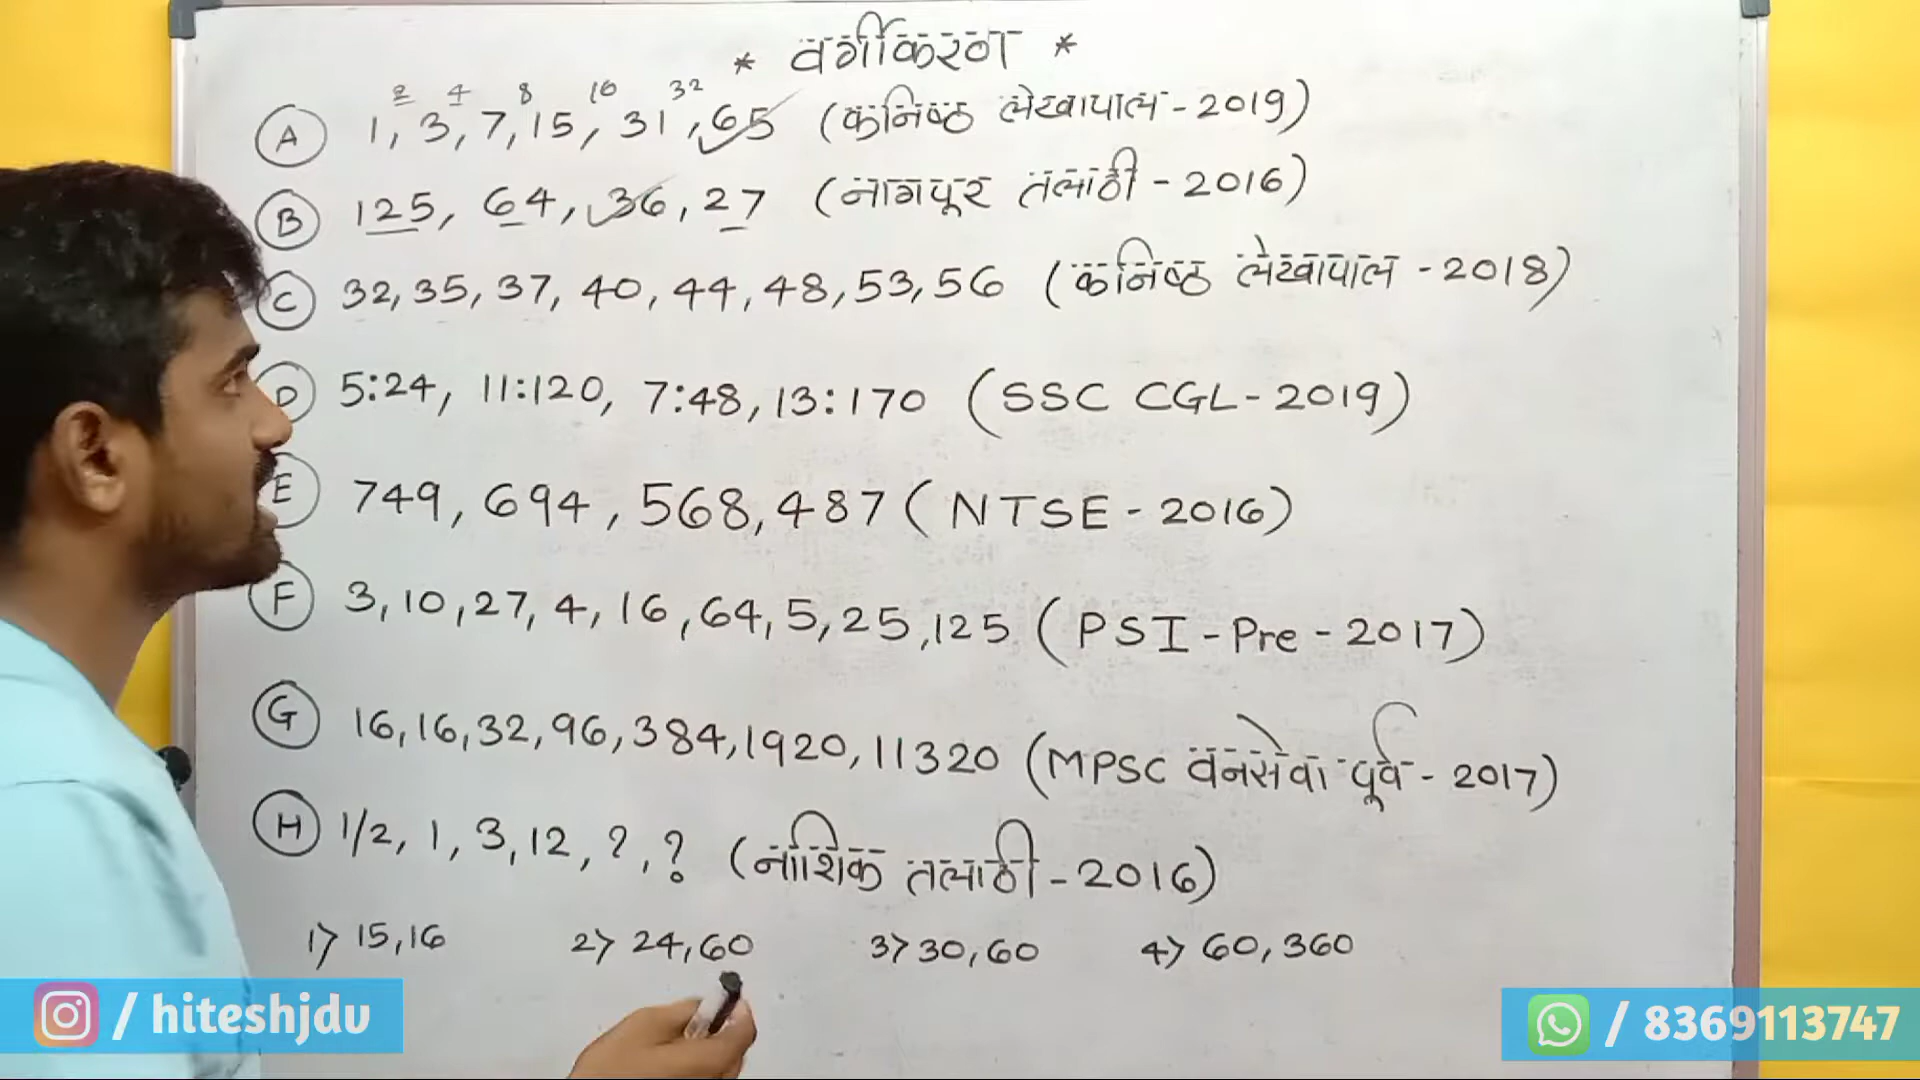 * वर्गीकरण *
2 4 8 16 32
A 1, 3, 7, 15, 31, 65 (कनिष्ठ लेखापाल - 2019)
B 125, 64, 36, 27 (नागपूर तलाठी - 2016)
C 32, 35, 37, 40, 44, 48, 53, 56 (कनिष्ठ लेखापाल - 2018)
D 5:24, 11:120, 7:48, 13:170 (SSC CGL - 2019)
E 749, 694, 568, 487 (NTSE - 2016)
F 3, 10, 27, 4, 16, 64, 5, 25, 125 (PSI - Pre - 2017)
G 16, 16, 32, 96, 384, 1920, 11320 (MPSC वनसेवा पूर्व - 2017)
H 1/2, 1, 3, 12, ?, ? (नाशिक तलाठी - 2016)
1) 15, 16 2) 24, 60 3) 30, 60 4) 60, 360
/ hiteshjdu / 8369113747